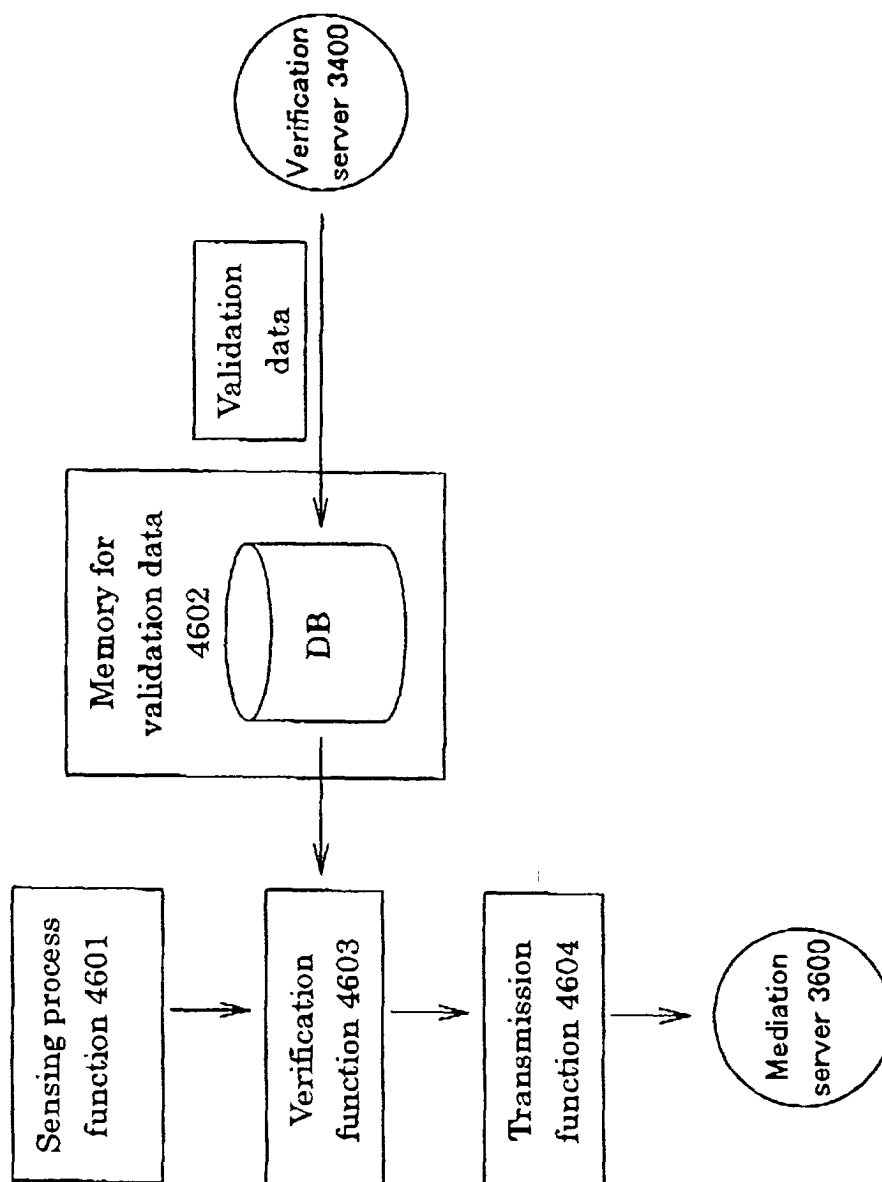 Sensing process
function 4601
Memory for
validation data
4602
DB
Validation
data
Verification
server 3400
Verification
function 4603
Transmission
function 4604
Mediation
server 3600